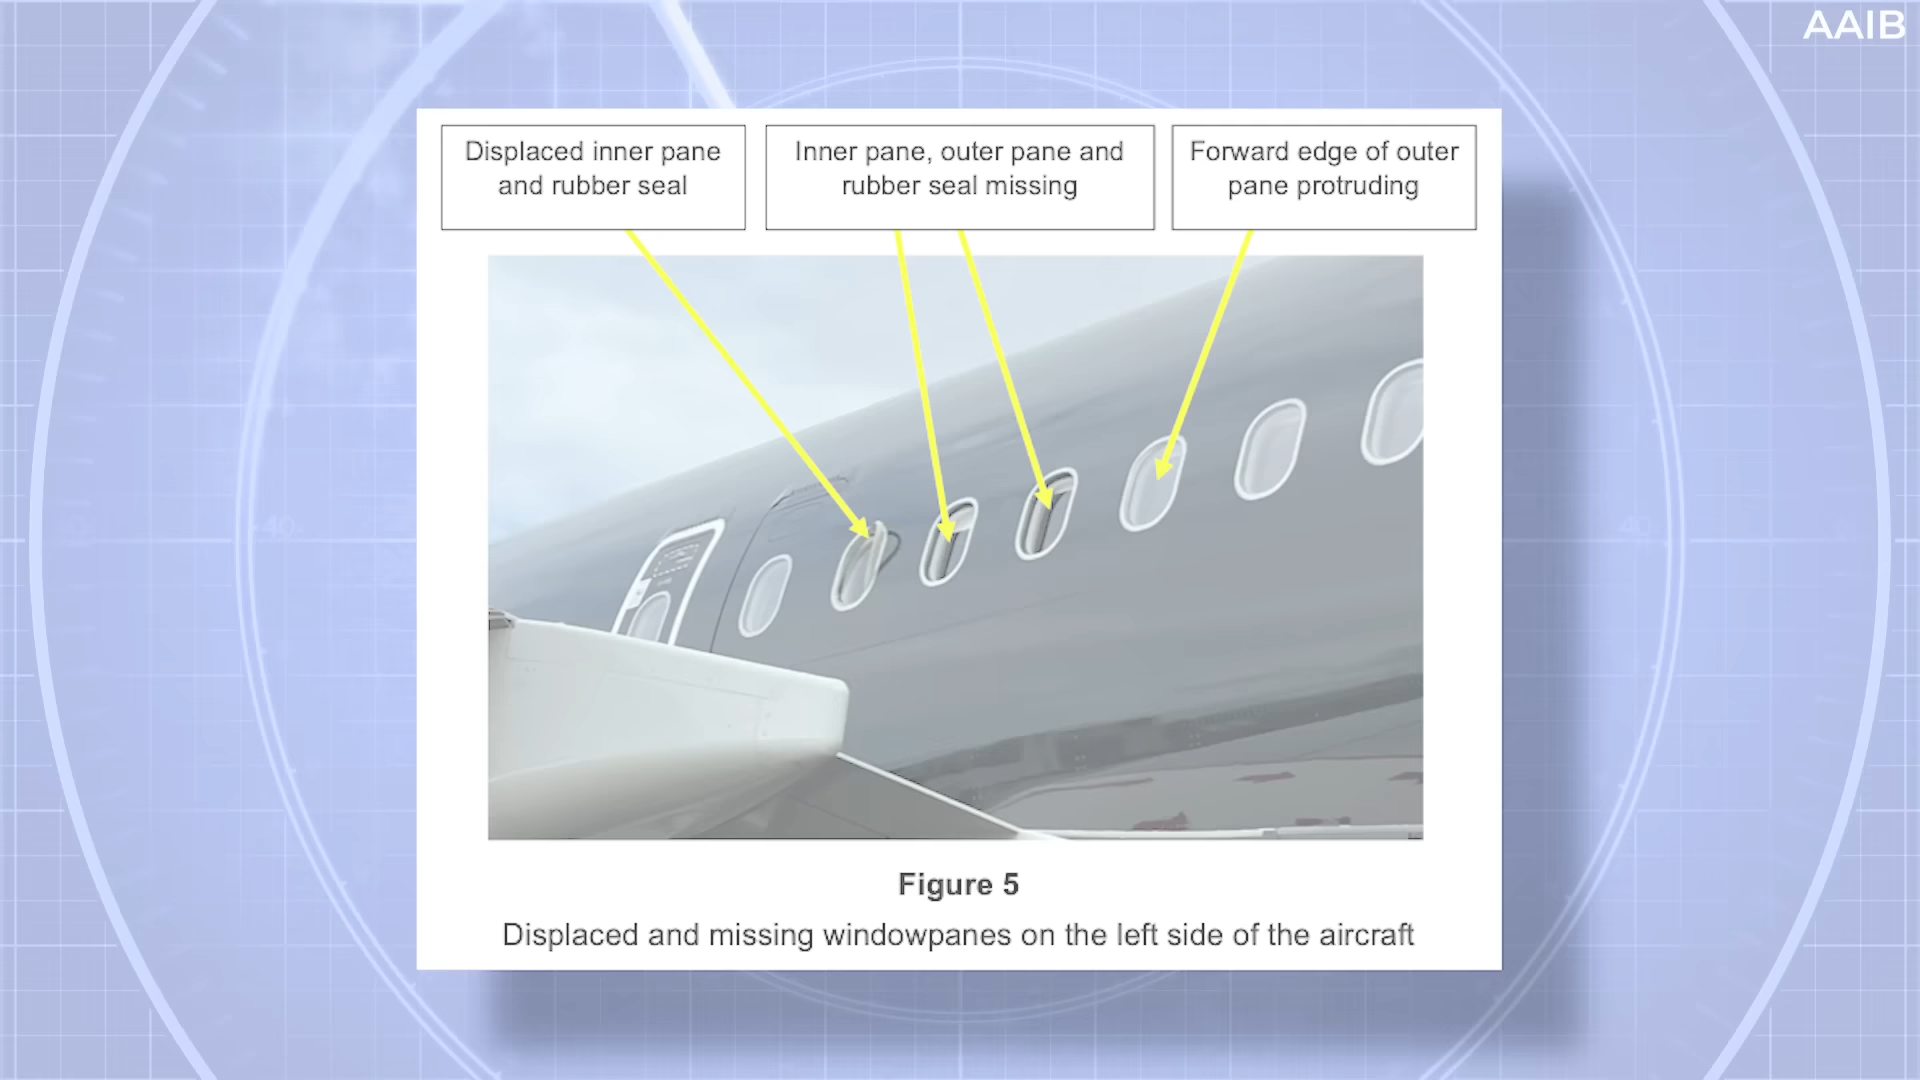 AAIB
Displaced inner pane
and rubber seal
Inner pane, outer pane and
rubber seal missing
Forward edge of outer
pane protruding
Figure 5
Displaced and missing windowpanes on the left side of the aircraft